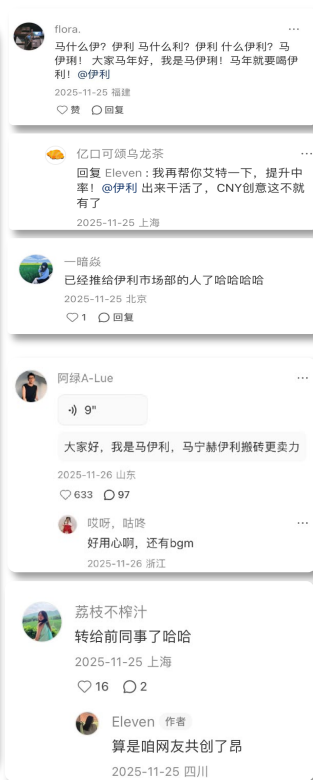 flora.
马什么伊？伊利 马什么利？伊利 什么伊利？马
伊琍！ 大家马年好，我是马伊琍！马年就要喝伊
利！@伊利
2025-11-25 福建
赞 回复
亿口可颂乌龙茶
回复 Eleven : 我再帮你艾特一下，提升中
率！@伊利 出来干活了，CNY创意这不就
有了
2025-11-25 上海
一暗焱
已经推给伊利市场部的人了哈哈哈哈
2025-11-25 北京
1 回复
阿绿A-Lue
9"
大家好，我是马伊利，马宁赫伊利搬砖更卖力
2025-11-26 山东
633 97
哎呀，咕咚
好用心啊，还有bgm
2025-11-26 浙江
荔枝不榨汁
转给前同事了哈哈
2025-11-25 上海
16 2
Eleven 作者
算是咱网友共创了昂
2025-11-25 四川